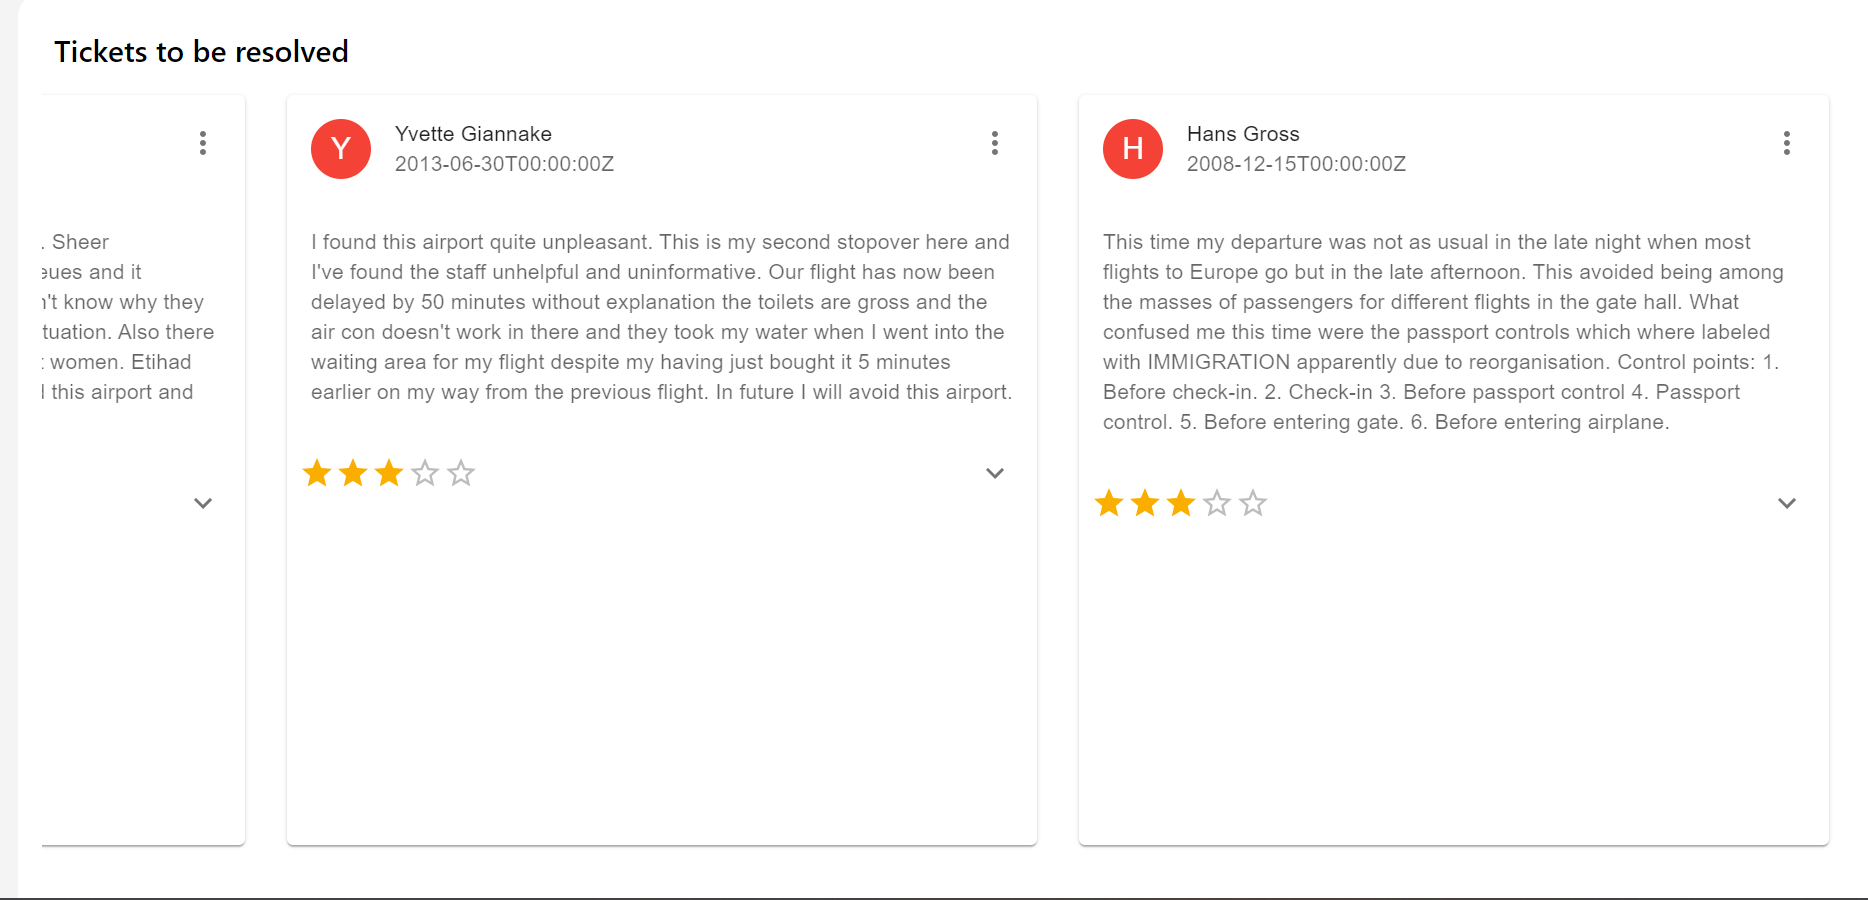 Tickets to be resolved
. Sheer
and it
't know why they
Also there
women. Etihad
this airport and
Y
Yvette Giannake
2013-06-30T00:00:00Z
I found this airport quite unpleasant. This is my second stopover here and
I've found the staff unhelpful and uninformative. Our flight has now been
delayed by 50 minutes without explanation the toilets are gross and the
air con doesn't work in there and they took my water when I went into the
waiting area for my flight despite my having just bought it 5 minutes
earlier on my way from the previous flight. In future I will avoid this airport.
H
Hans Gross
2008-12-15T00:00:00Z
This time my departure was not as usual in the late night when most
flights to Europe go but in the late afternoon. This avoided being among
the masses of passengers for different flights in the gate hall. What
confused me this time were the passport controls which where labeled
with IMMIGRATION apparently due to reorganisation. Control points: 1.
Before check-in. 2. Check-in 3. Before passport control 4. Passport
control. 5. Before entering gate. 6. Before entering airplane.